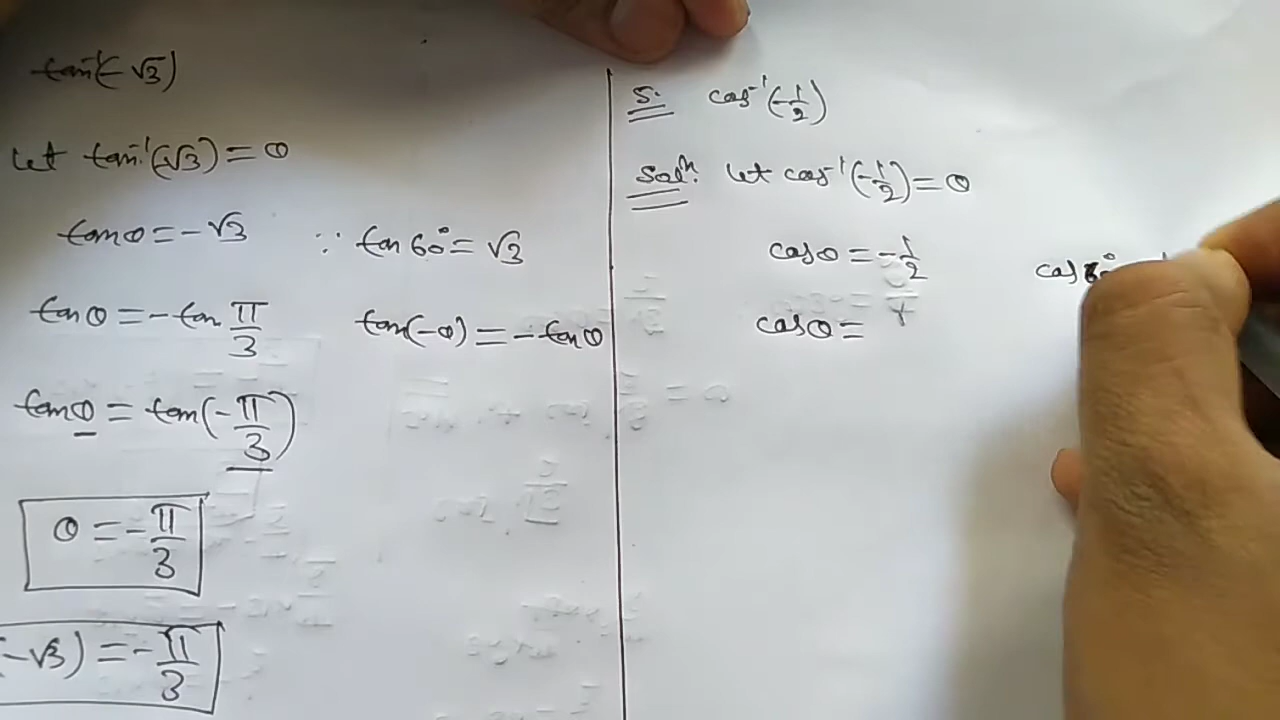 tan⁻¹(-√3)
Let tan⁻¹(-√3) = θ
tanθ = -√3 ∵ tan 60° = √3
tanθ = -tan π/3 tan(-θ) = -tanθ
tanθ = tan(-π/3)
θ = -π/3
-√3) = -π/3
5. cos⁻¹(-1/2)
Solⁿ. Let cos⁻¹(-1/2) = θ
cosθ = -1/2 cos 60°
cosθ =